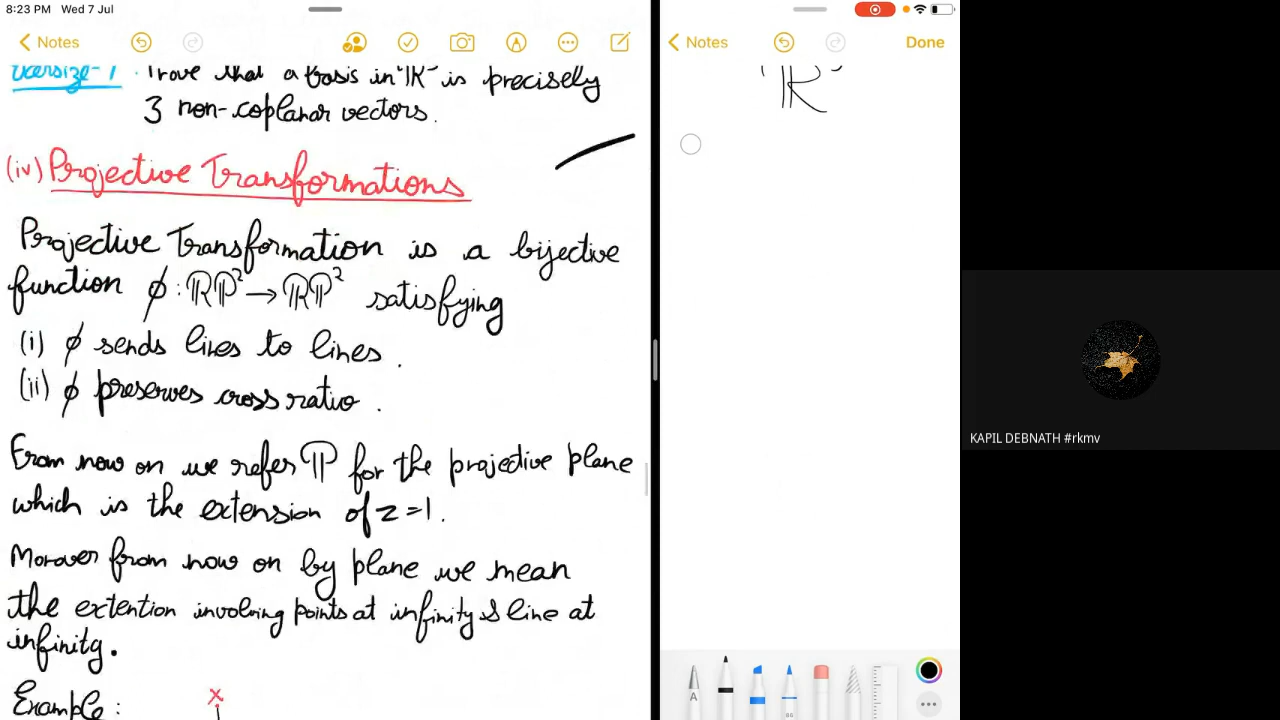 8:23 PM Wed 7 Jul
Notes
Prove that a basis in ℝ is precisely
3 non-coplanar vectors.
(iv) Projective Transformations
Projective Transformation is a bijective
function ϕ : ℝℙ² → ℝℙ² satisfying
(i) ϕ sends lines to lines.
(ii) ϕ preserves cross ratio.
From now on we refer ℙ for the projective plane
which is the extension of z=1.
Morover from now on by plane we mean
the extention involving points at infinity & line at
infinity.
Example:
x
Notes
Done
ℝ
A
KAPIL DEBNATH #rkmv